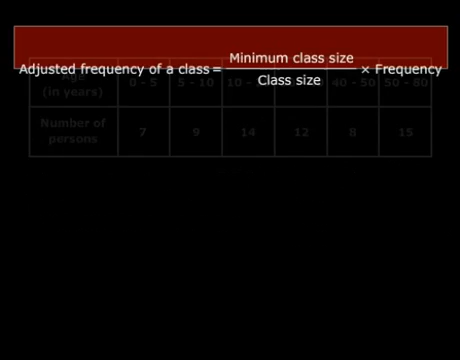 Minimum class size
Adjusted frequency of a class = × Frequency
Class size
Age
(in years) 0 - 5 5 - 10 10 - 40 - 50 50 - 80
Number of
persons 7 9 14 12 8 15